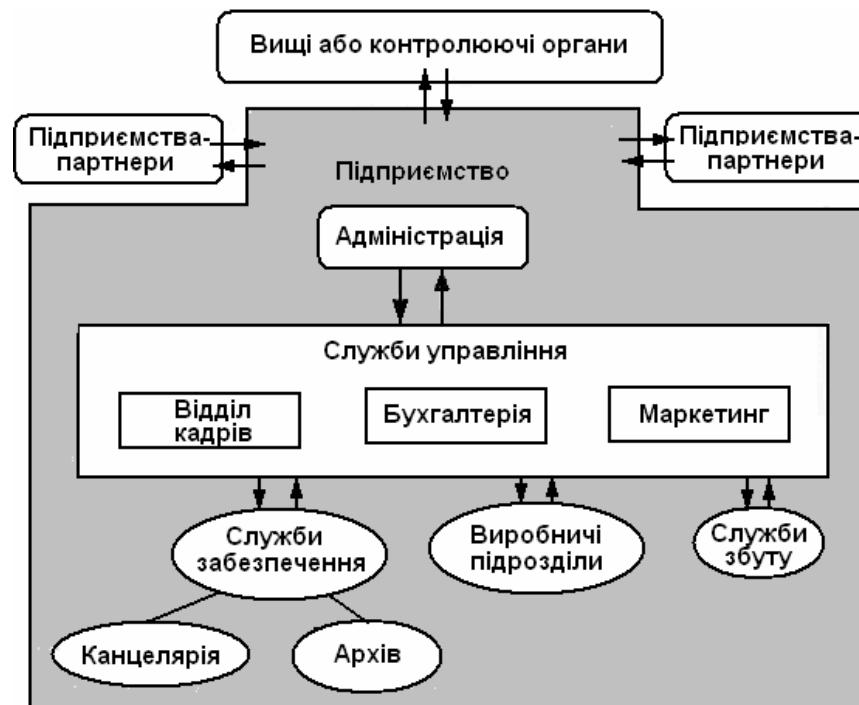 Вищі або контролюючі органи
Підприємства-
партнери
Підприємства-
партнери
Підприємство
Адміністрація
Служби управління
Відділ
кадрів
Бухгалтерія
Маркетинг
Служби
забезпечення
Виробничі
підрозділи
Служби
збуту
Канцелярія
Архів